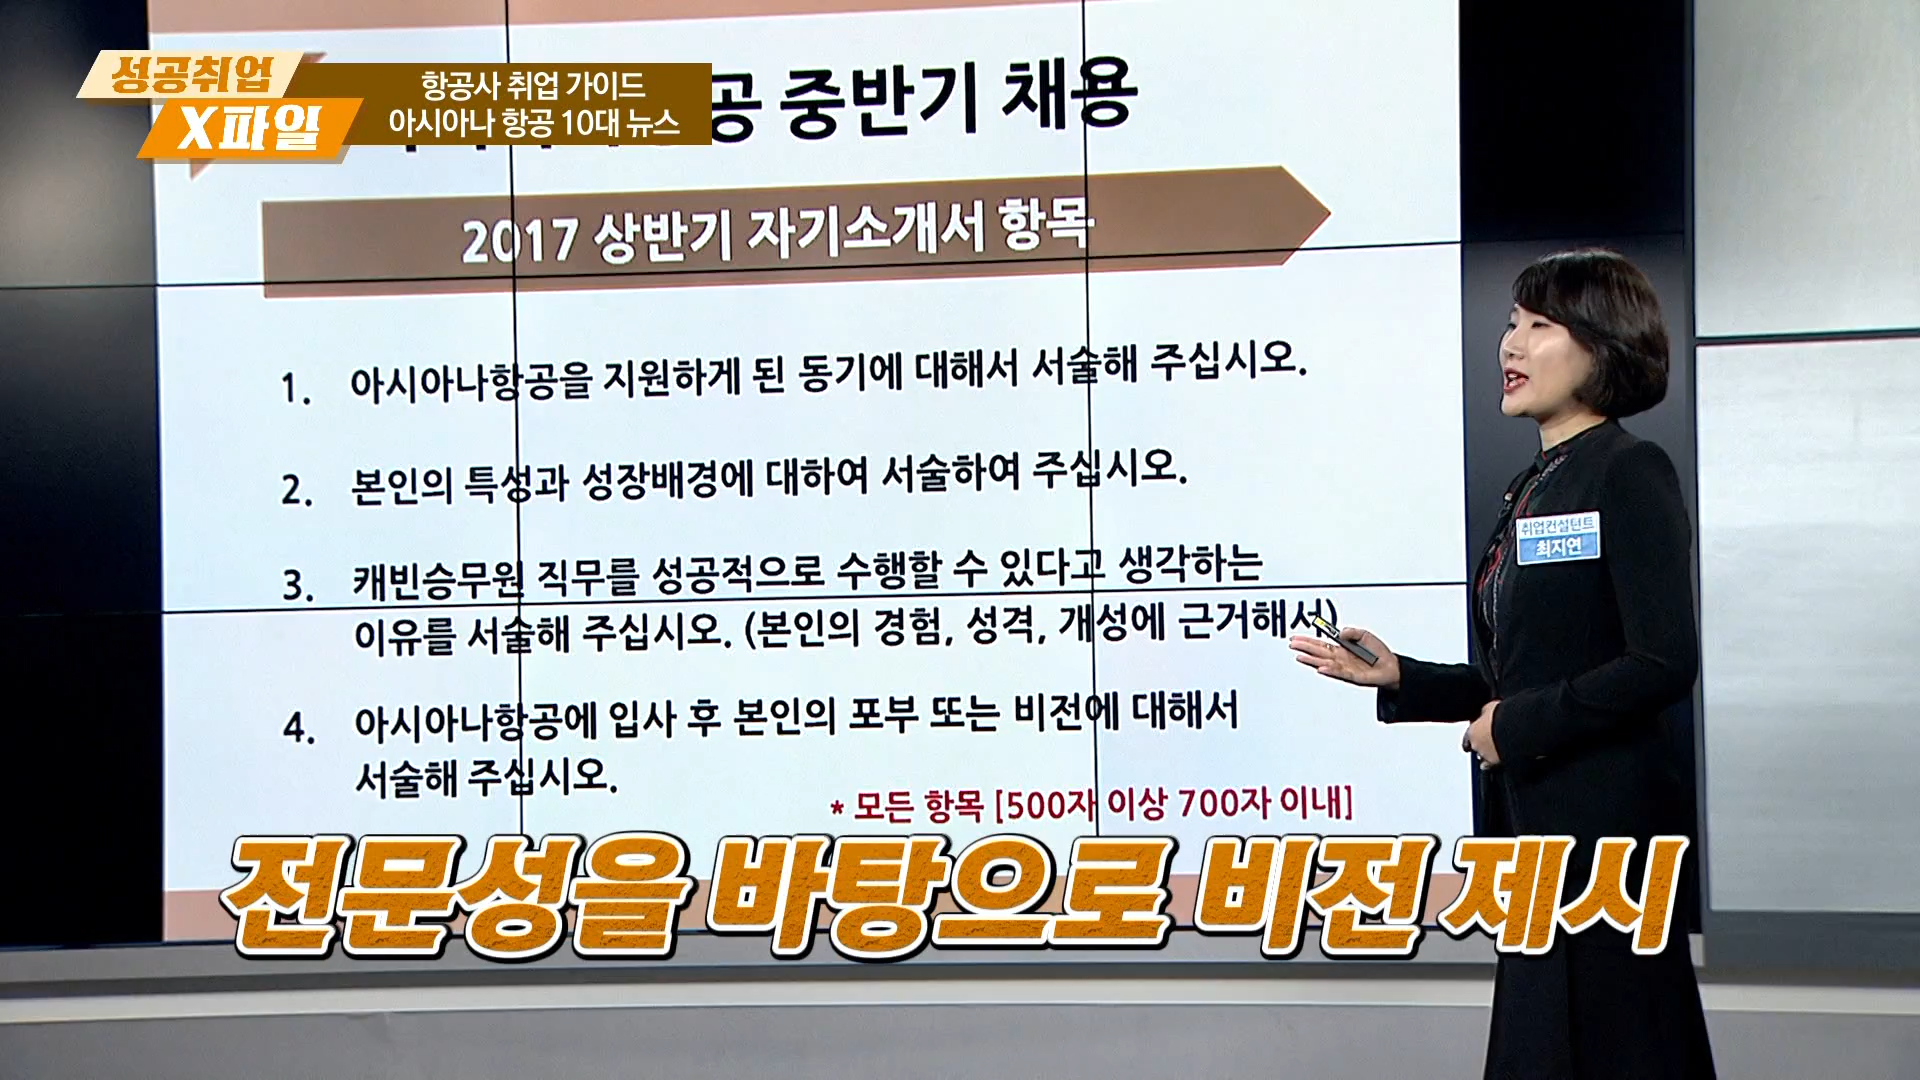 성공취업
X파일
항공사 취업 가이드
아시아나 항공 10대 뉴스
공 중반기 채용
2017 상반기 자기소개서 항목
1. 아시아나항공을 지원하게 된 동기에 대해서 서술해 주십시오.
2. 본인의 특성과 성장배경에 대하여 서술하여 주십시오.
3. 캐빈승무원 직무를 성공적으로 수행할 수 있다고 생각하는
이유를 서술해 주십시오. (본인의 경험, 성격, 개성에 근거해서)
4. 아시아나항공에 입사 후 본인의 포부 또는 비전에 대해서
서술해 주십시오.
* 모든 항목 [500자 이상 700자 이내]
취업컨설턴트
최지연
전문성을 바탕으로 비전 제시